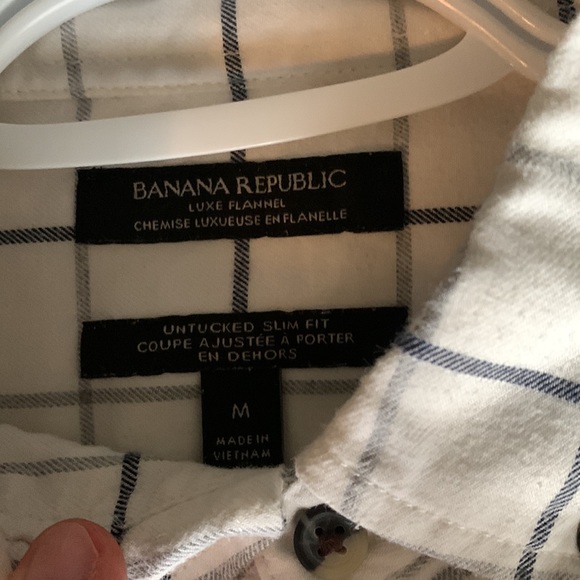 BANANA REPUBLIC
LUXE FLANNEL
CHEMISE LUXUEUSE EN FLANELLE
UNTUCKED SLIM FIT
COUPE AJUSTÉE À PORTER
EN DEHORS
M
MADE IN
VIETNAM